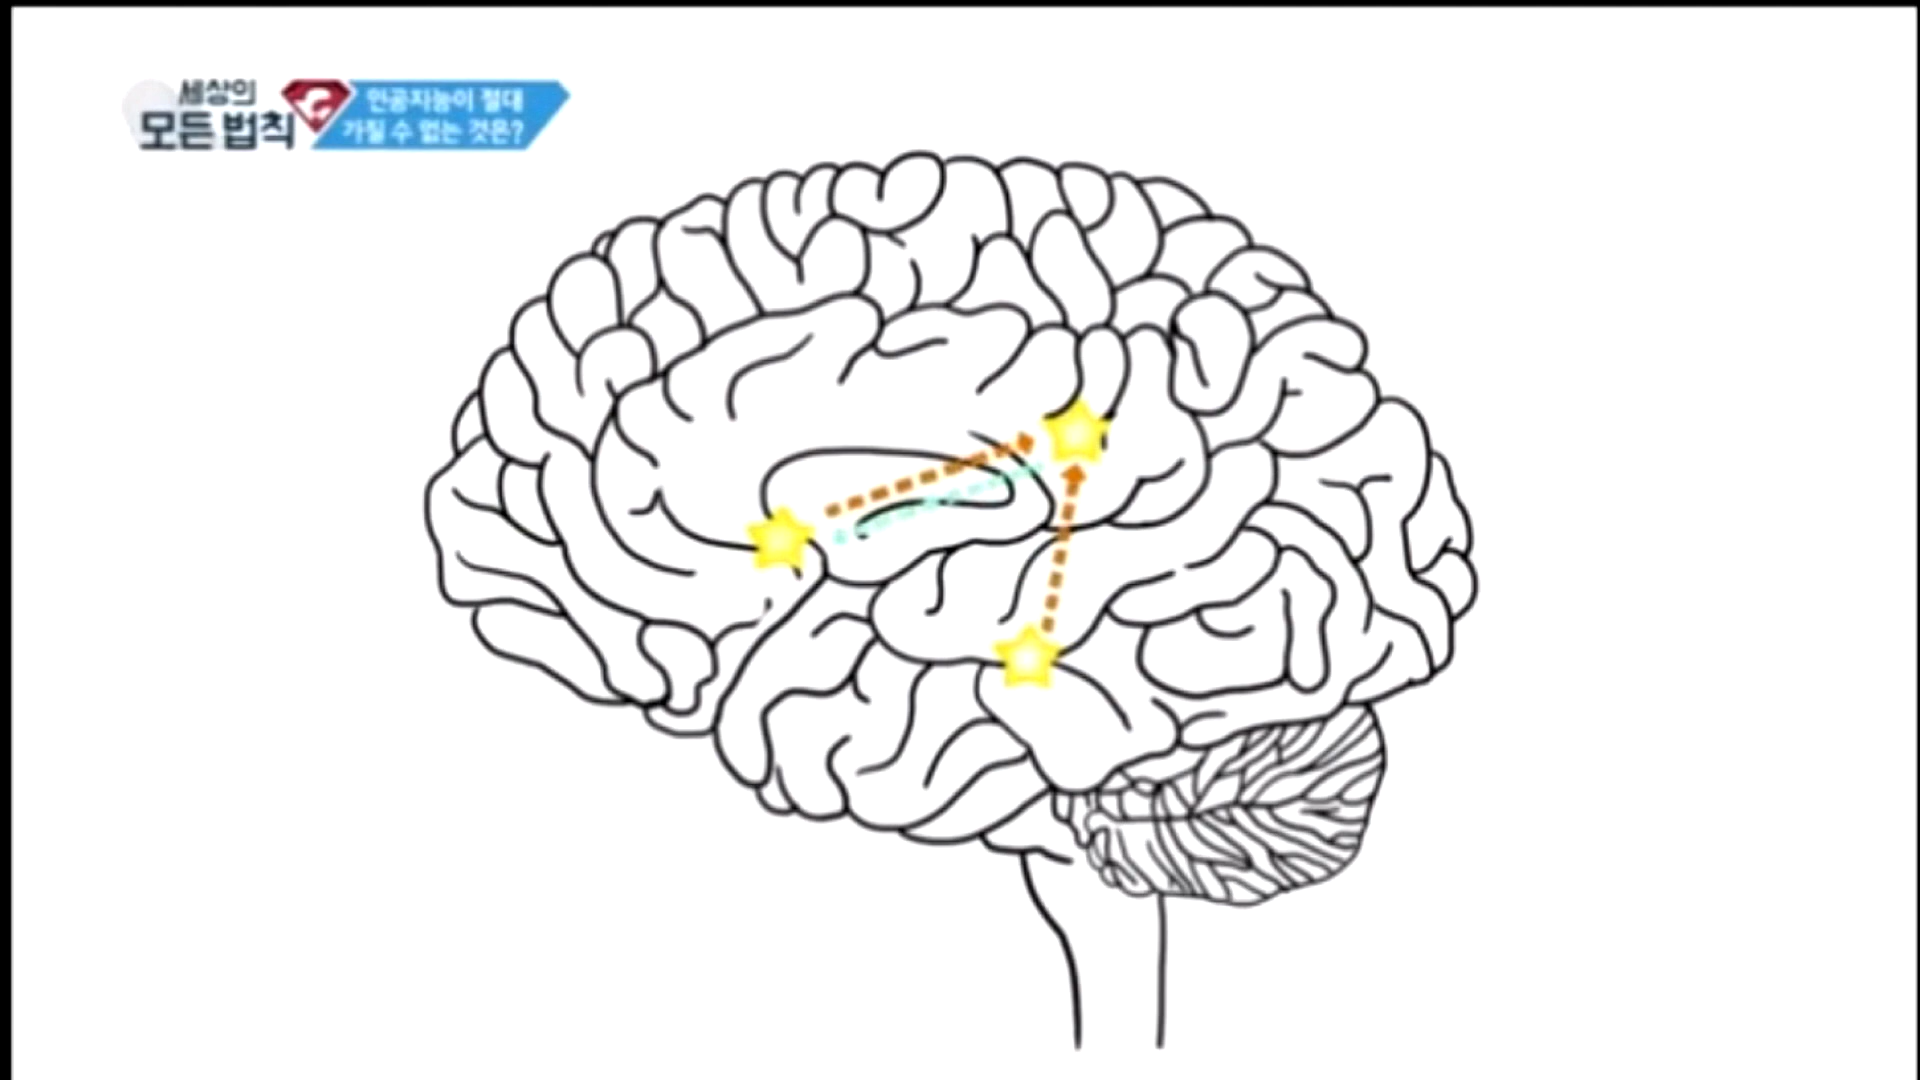 세상의
모든 법칙
인공지능이 절대
가질 수 없는 것은?